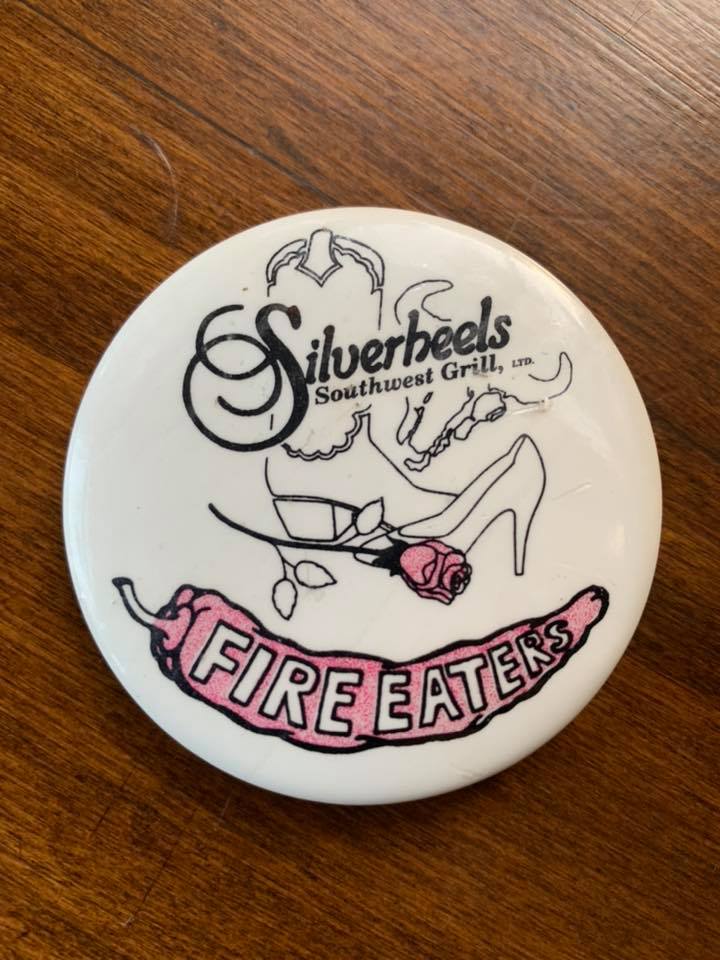 Silverheels
Southwest Grill, LTD.
FIRE EATERS